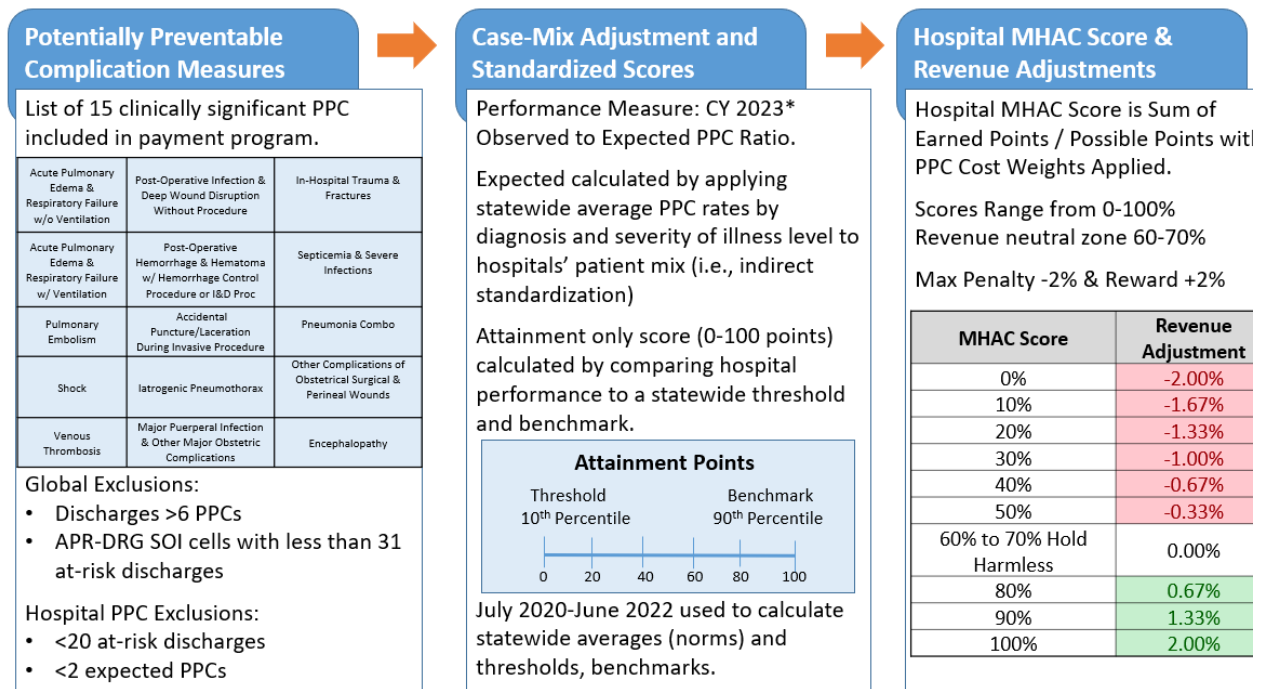 Potentially Preventable
Complication Measures
List of 15 clinically significant PPC
included in payment program.
Acute Pulmonary
Edema &
Respiratory Failure
w/o Ventilation
Post-Operative Infection &
Deep Wound Disruption
Without Procedure
In-Hospital Trauma &
Fractures
Acute Pulmonary
Edema &
Respiratory Failure
w/ Ventilation
Post-Operative
Hemorrhage & Hematoma
w/ Hemorrhage Control
Procedure or I&D Proc
Septicemia & Severe
Infections
Pulmonary
Embolism
Accidental
Puncture/Laceration
During Invasive Procedure
Pneumonia Combo
Shock
Iatrogenic Pneumothorax
Other Complications of
Obstetrical Surgical &
Perineal Wounds
Venous
Thrombosis
Major Puerperal Infection
& Other Major Obstetric
Complications
Encephalopathy
Global Exclusions:
• Discharges >6 PPCs
• APR-DRG SOI cells with less than 31
at-risk discharges
Hospital PPC Exclusions:
• <20 at-risk discharges
• <2 expected PPCs
Case-Mix Adjustment and
Standardized Scores
Performance Measure: CY 2023*
Observed to Expected PPC Ratio.
Expected calculated by applying
statewide average PPC rates by
diagnosis and severity of illness level to
hospitals' patient mix (i.e., indirect
standardization)
Attainment only score (0-100 points)
calculated by comparing hospital
performance to a statewide threshold
and benchmark.
Attainment Points
Threshold
10th Percentile
Benchmark
90th Percentile
0 20 40 60 80 100
July 2020-June 2022 used to calculate
statewide averages (norms) and
thresholds, benchmarks.
Hospital MHAC Score &
Revenue Adjustments
Hospital MHAC Score is Sum of
Earned Points / Possible Points with
PPC Cost Weights Applied.
Scores Range from 0-100%
Revenue neutral zone 60-70%
Max Penalty -2% & Reward +2%
MHAC Score
Revenue
Adjustment
0% -2.00%
10% -1.67%
20% -1.33%
30% -1.00%
40% -0.67%
50% -0.33%
60% to 70% Hold
Harmless
0.00%
80% 0.67%
90% 1.33%
100% 2.00%